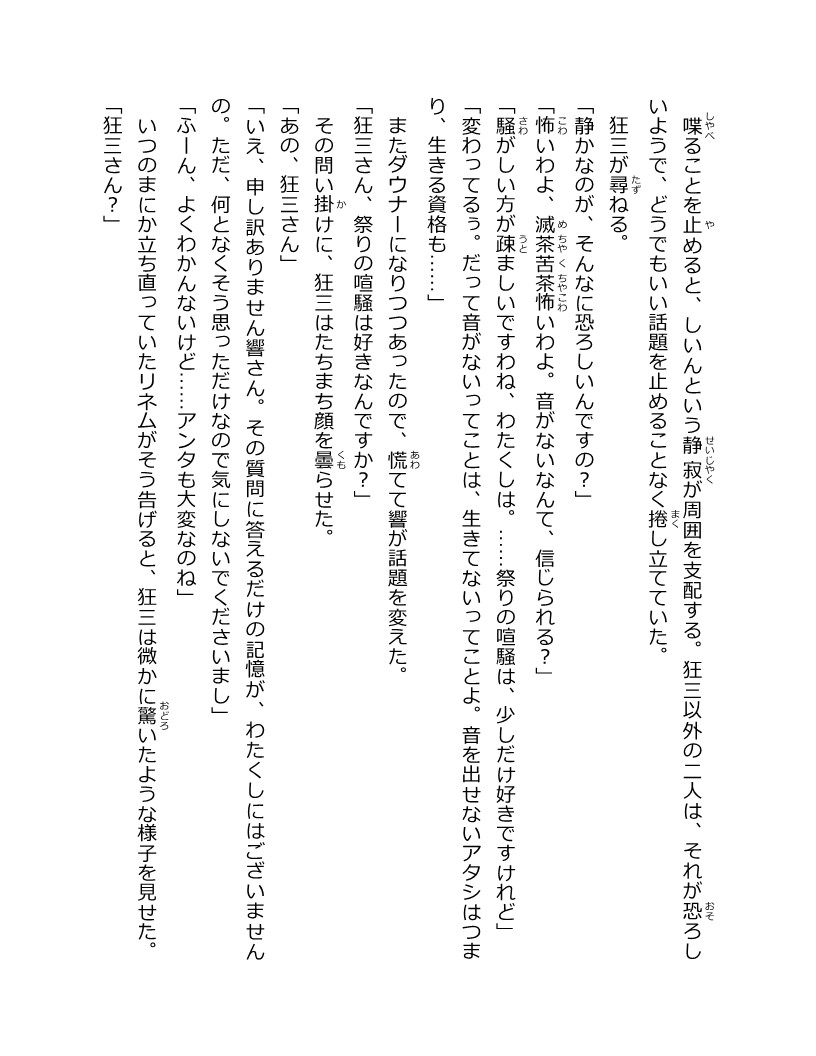 喋ることを止めると、しいんという静寂が周囲を支配する。狂三以外の二人は、それが恐ろし
いようで、どうでもいい話題を止めることなく捲し立てていた。
狂三が尋ねる。
「静かなのが、そんなに恐ろしいんですの？」
「怖いわよ、滅茶苦茶怖いわよ。音がないなんて、信じられる？」
「騒がしい方が疎ましいですわね、わたくしは。……祭りの喧騒は、少しだけ好きですけれど」
「変わってるぅ。だって音がないってことは、生きてないってことよ。音を出せないアタシはつま
り、生きる資格も……」
またダウナーになりつつあったので、慌てて響が話題を変えた。
「狂三さん、祭りの喧騒は好きなんですか？」
その問い掛けに、狂三はたちまち顔を曇らせた。
「あの、狂三さん」
「いえ、申し訳ありません響さん。その質問に答えるだけの記憶が、わたくしにはございません
の。ただ、何となくそう思っただけなので気にしないでくださいまし」
「ふーん、よくわかんないけど……アンタも大変なのね」
いつのまにか立ち直っていたリネムがそう告げると、狂三は微かに驚いたような様子を見せた。
「狂三さん？」